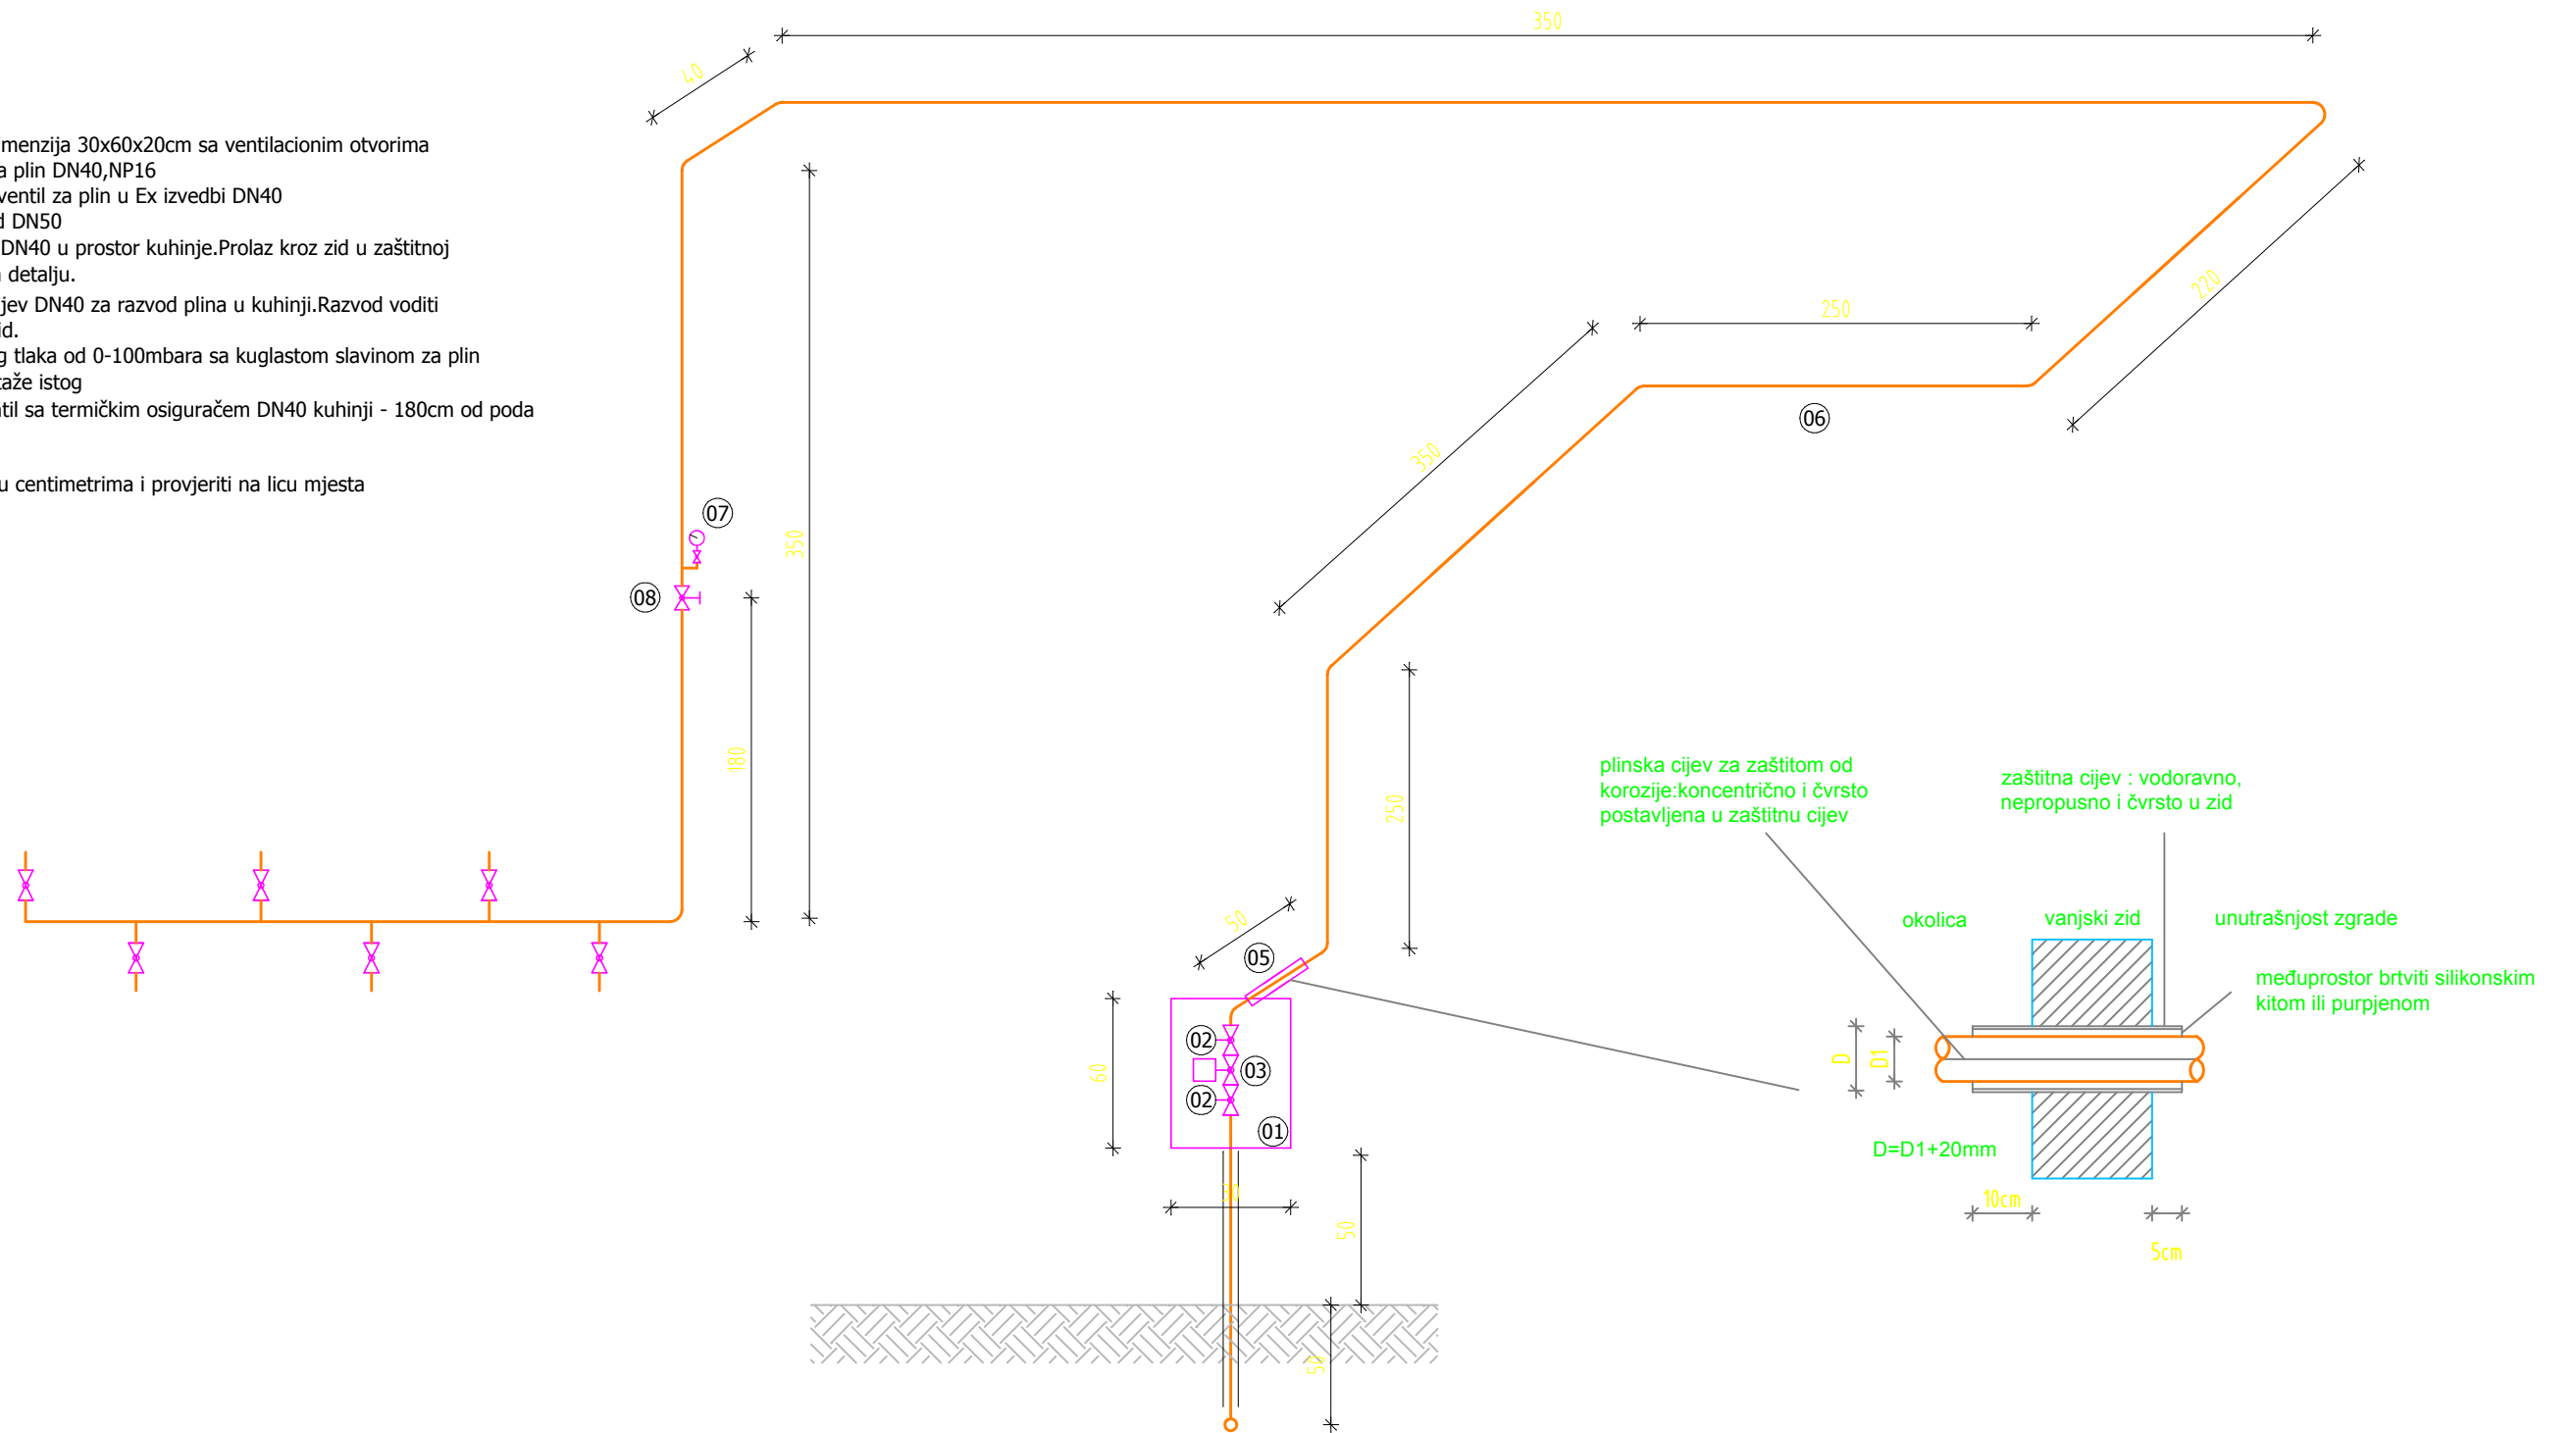 350
40
menzija 30x60x20cm sa ventilacionim otvorima
a plin DN40,NP16
ventil za plin u Ex izvedbi DN40
d DN50
DN40 u prostor kuhinje.Prolaz kroz zid u zaštitnoj
detalju.
jev DN40 za razvod plina u kuhinji.Razvod voditi
id.
g tlaka od 0-100mbara sa kuglastom slavinom za plin
taže istog
til sa termičkim osiguračem DN40 kuhinji - 180cm od poda
u centimetrima i provjeriti na licu mjesta
220
250
06
350
07
350
08
180
250
plinska cijev za zaštitom od
korozije:koncentrično i čvrsto
postavljena u zaštitnu cijev
zaštitna cijev : vodoravno,
nepropusno i čvrsto u zid
okolica
vanjski zid
unutrašnjost zgrade
50
05
međuprostor brtviti silikonskim
kitom ili purpjenom
02
03
02
01
60
D
D1
D=D1+20mm
30
50
10cm
5cm
50